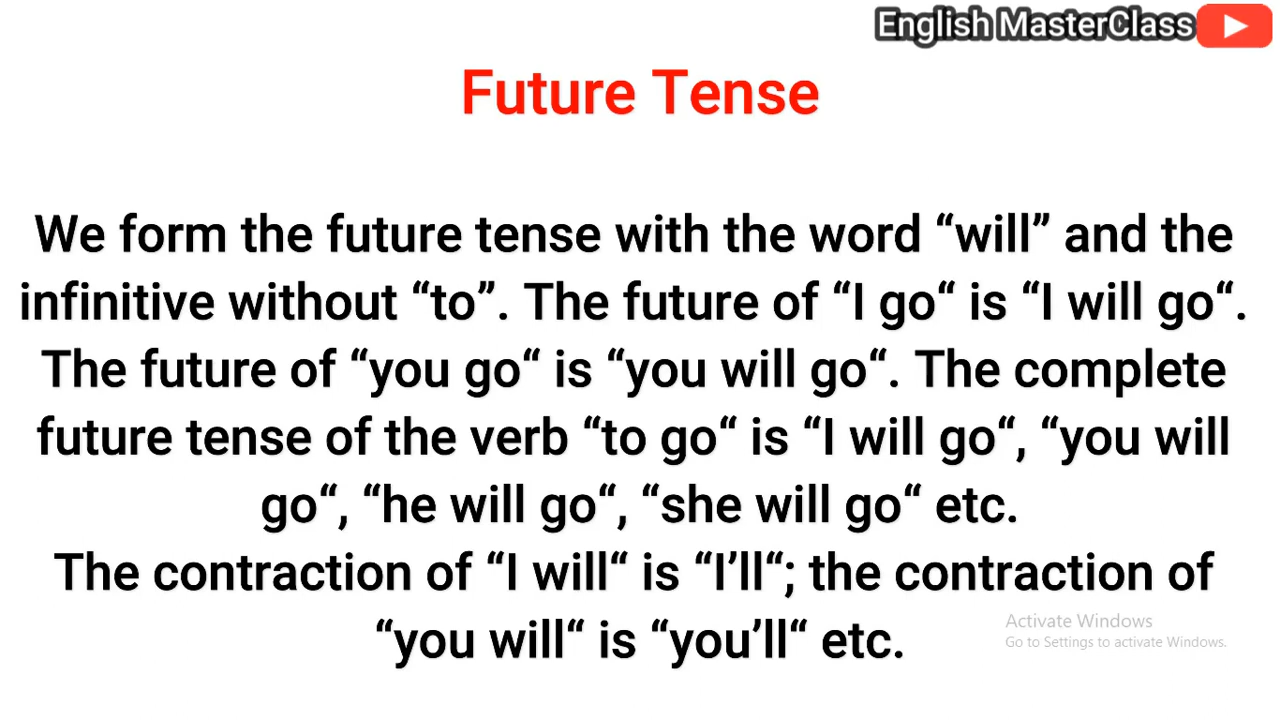 English MasterClass
Future Tense
We form the future tense with the word “will” and the
infinitive without “to”. The future of “I go“ is “I will go“.
The future of “you go“ is “you will go“. The complete
future tense of the verb “to go“ is “I will go“, “you will
go“, “he will go“, “she will go“ etc.
The contraction of “I will“ is “I’ll“; the contraction of
“you will“ is “you’ll“ etc.
Activate Windows
Go to Settings to activate Windows.